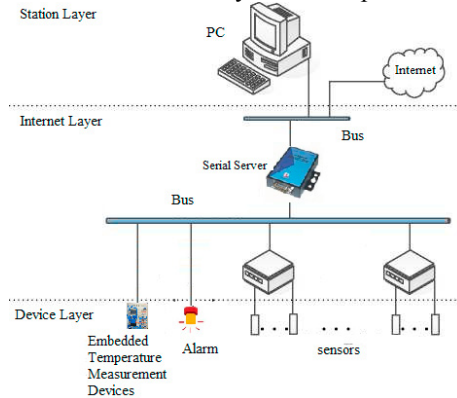 Station Layer
PC
Internet
Internet Layer
Bus
Serial Server
Bus
Device Layer
Embedded
Temperature
Measurement
Devices
Alarm
sensors